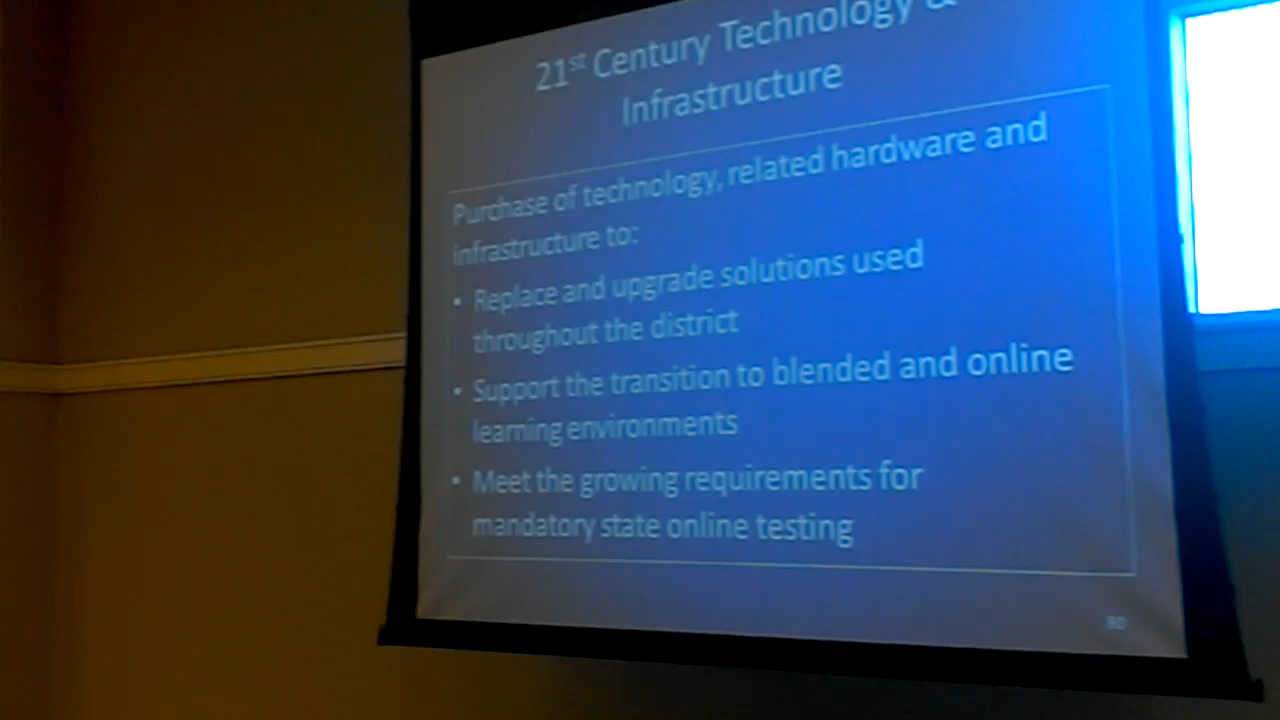 21st Century Technology &
Infrastructure
Purchase of technology, related hardware and
infrastructure to:
• Replace and upgrade solutions used
throughout the district
• Support the transition to blended and online
learning environments
• Meet the growing requirements for
mandatory state online testing